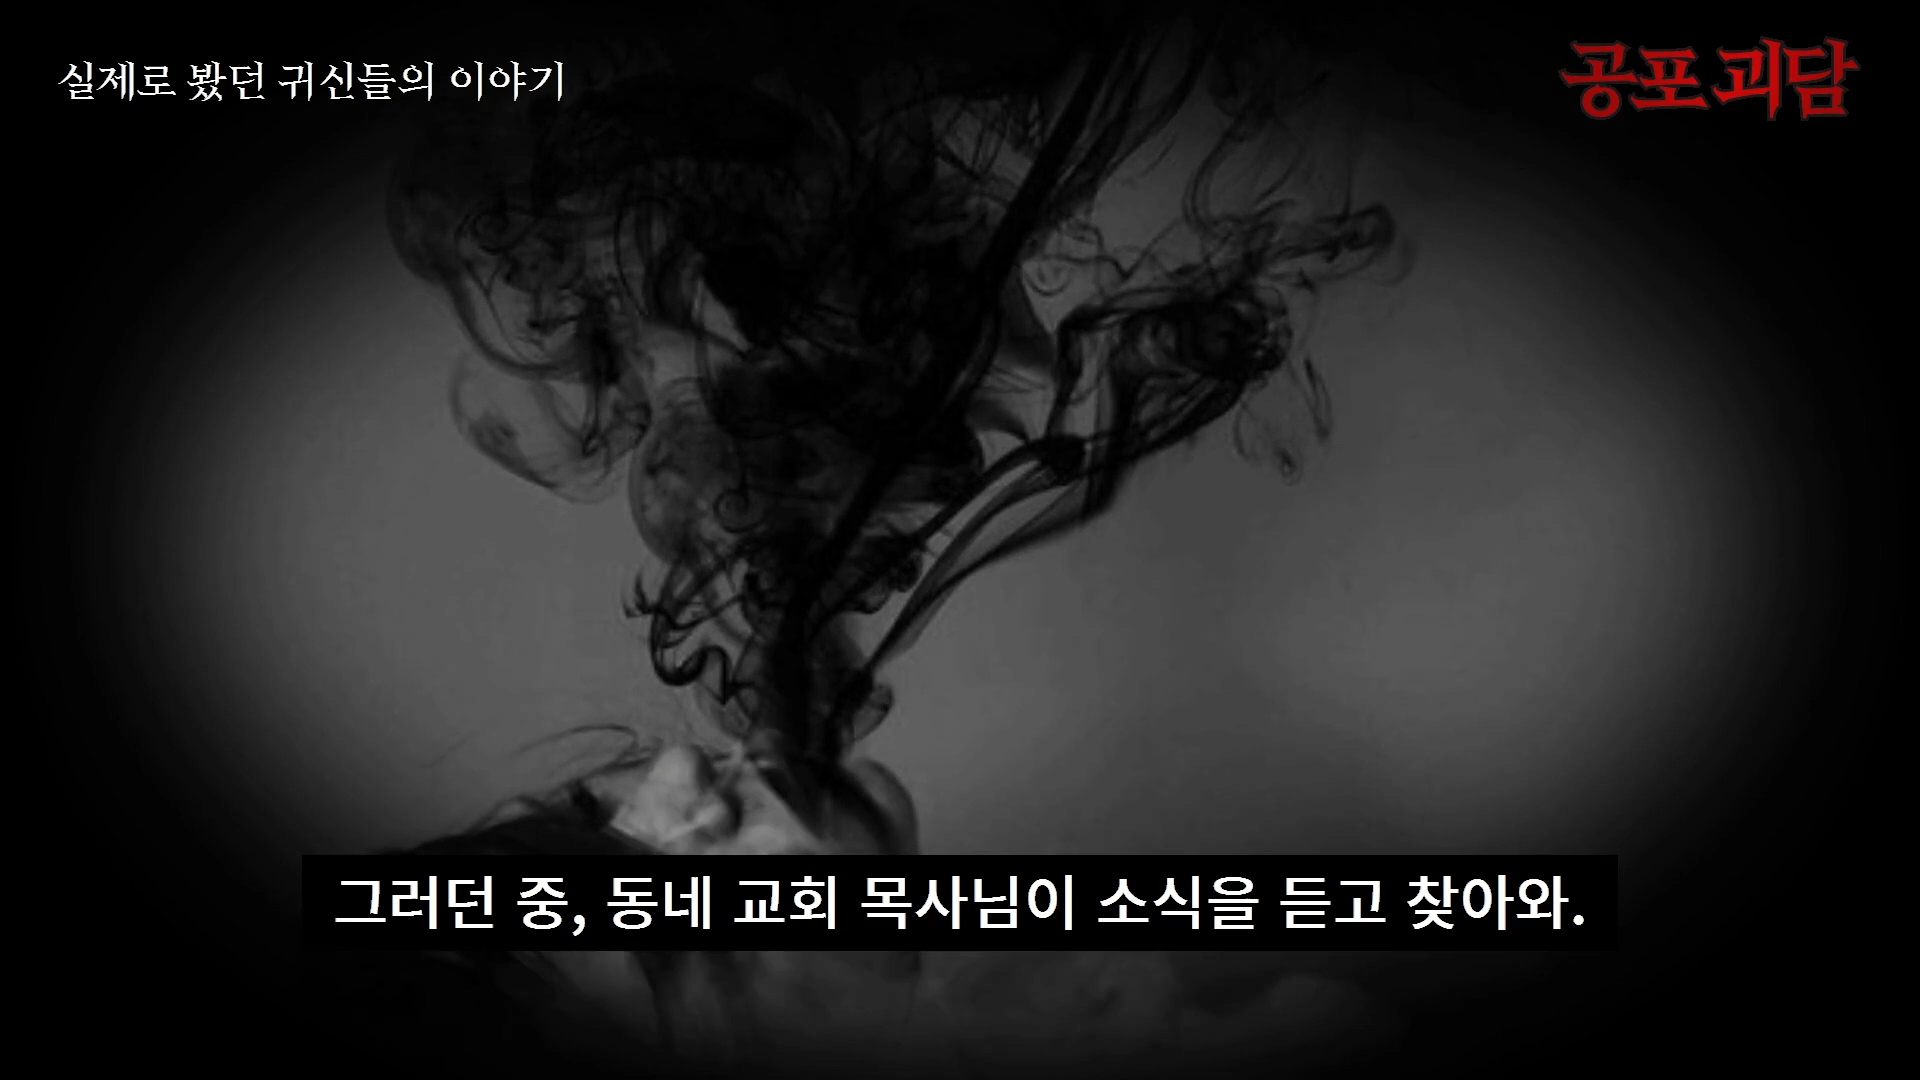 실제로 봤던 귀신들의 이야기
공포괴담
그러던 중, 동네 교회 목사님이 소식을 듣고 찾아와.